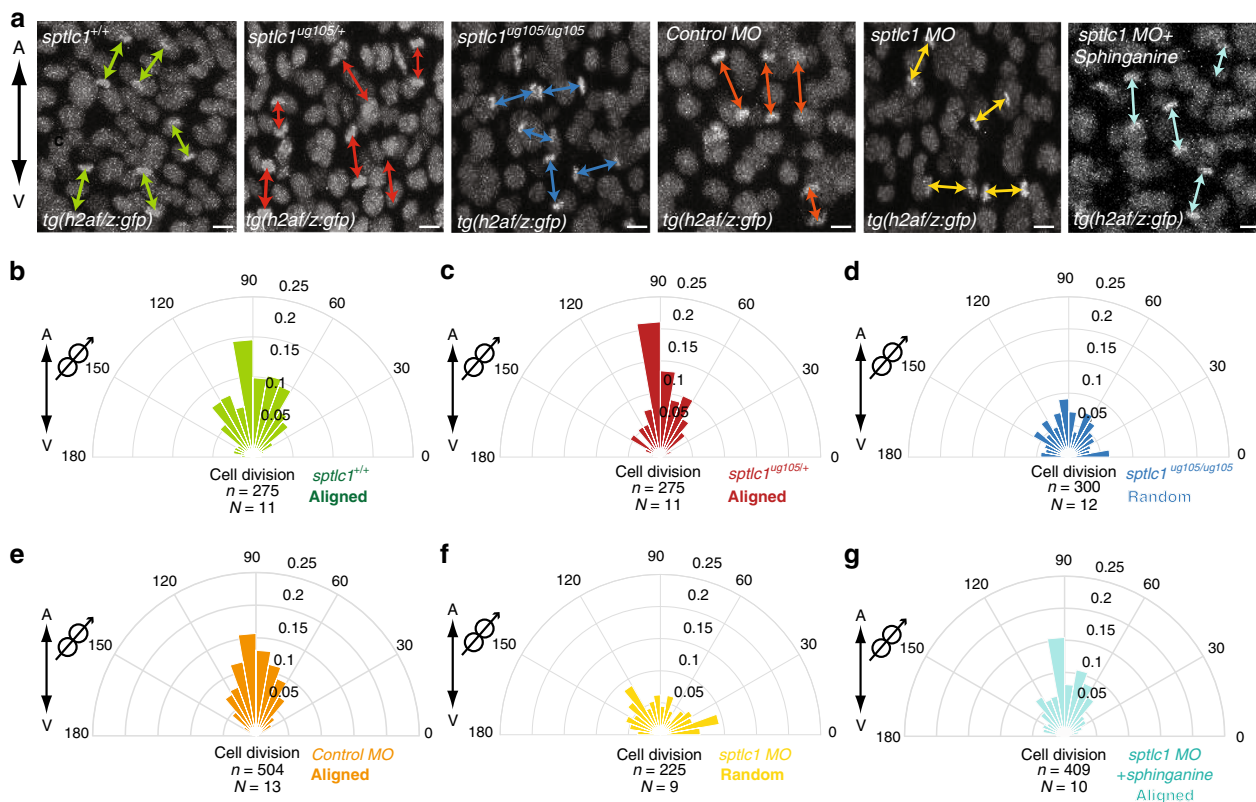 a
A
V
sptlc1+/+
c
tg(h2af/z:gfp)
sptlc1ug105/+
tg(h2af/z:gfp)
sptlc1ug105/ug105
tg(h2af/z:gfp)
Control MO
tg(h2af/z:gfp)
sptlc1 MO
tg(h2af/z:gfp)
sptlc1 MO+
Sphinganine
tg(h2af/z:gfp)
b
A
V
90
0.25
120
60
0.2
150
0.15
30
0.1
0.05
180
0
Cell division
n = 275
N = 11
sptlc1+/+
Aligned
c
A
V
90
0.25
120
60
0.2
150
0.15
30
0.1
0.05
180
0
Cell division
n = 275
N = 11
sptlc1ug105/+
Aligned
d
A
V
90
0.25
120
60
0.2
150
0.15
30
0.1
0.05
180
0
Cell division
n = 300
N = 12
sptlc1ug105/ug105
Random
e
A
V
90
0.25
120
60
0.2
150
0.15
30
0.1
0.05
180
0
Cell division
n = 504
N = 13
Control MO
Aligned
f
A
V
90
0.25
120
60
0.2
150
0.15
30
0.1
0.05
180
0
Cell division
n = 225
N = 9
sptlc1 MO
Random
g
A
V
90
0.25
120
60
0.2
150
0.15
30
0.1
0.05
180
0
Cell division
n = 409
N = 10
sptlc1 MO
+sphinganine
Aligned